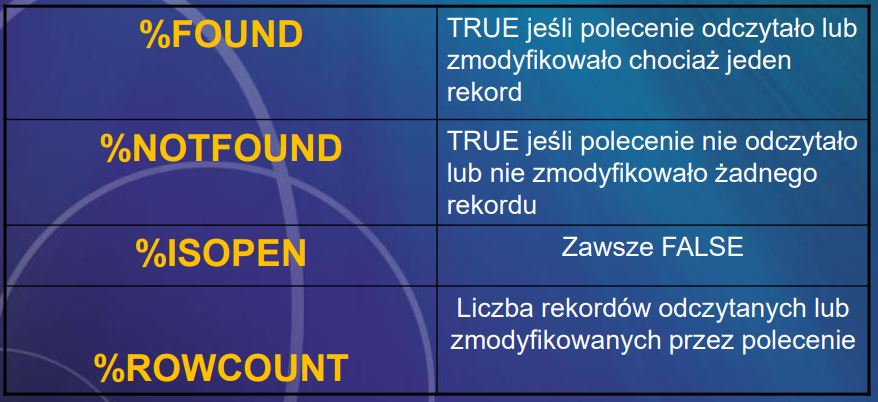 %FOUND
TRUE jeśli polecenie odczytało lub
zmodyfikowało chociaż jeden
rekord
%NOTFOUND
TRUE jeśli polecenie nie odczytało
lub nie zmodyfikowało żadnego
rekordu
%ISOPEN
Zawsze FALSE
%ROWCOUNT
Liczba rekordów odczytanych lub
zmodyfikowanych przez polecenie